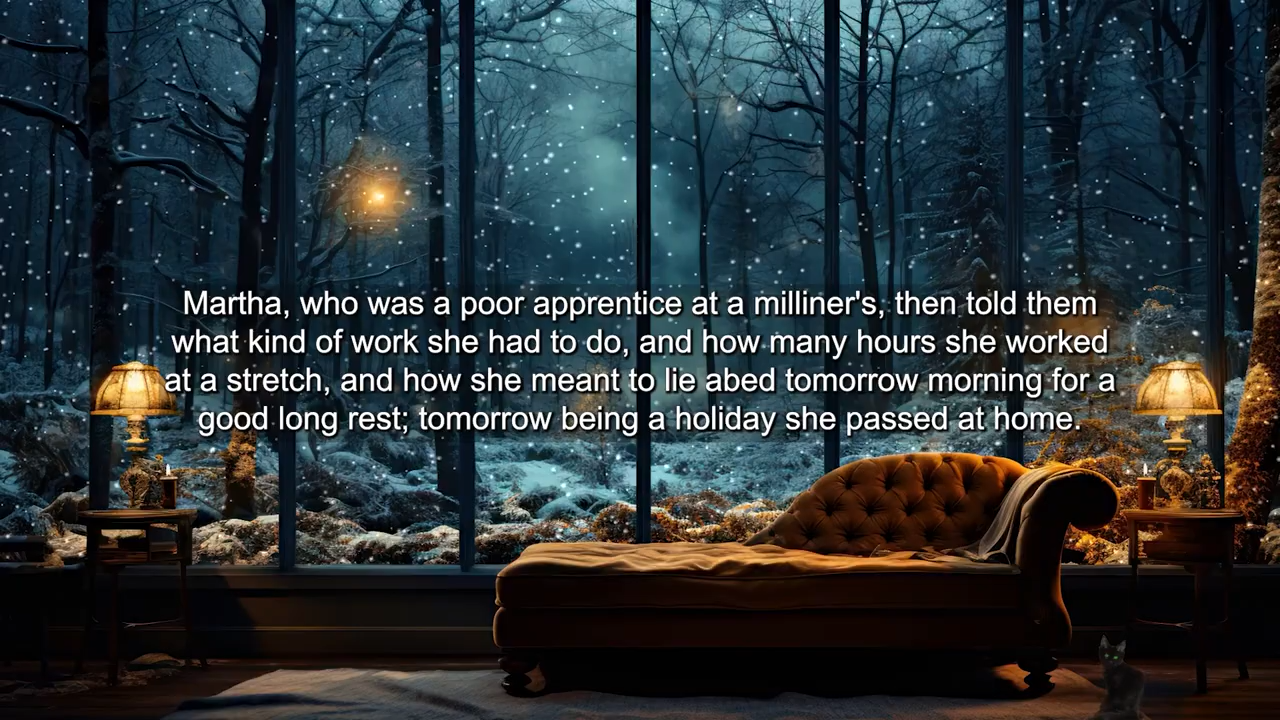 Martha, who was a poor apprentice at a milliner's, then told them
what kind of work she had to do, and how many hours she worked
at a stretch, and how she meant to lie abed tomorrow morning for a
good long rest; tomorrow being a holiday she passed at home.